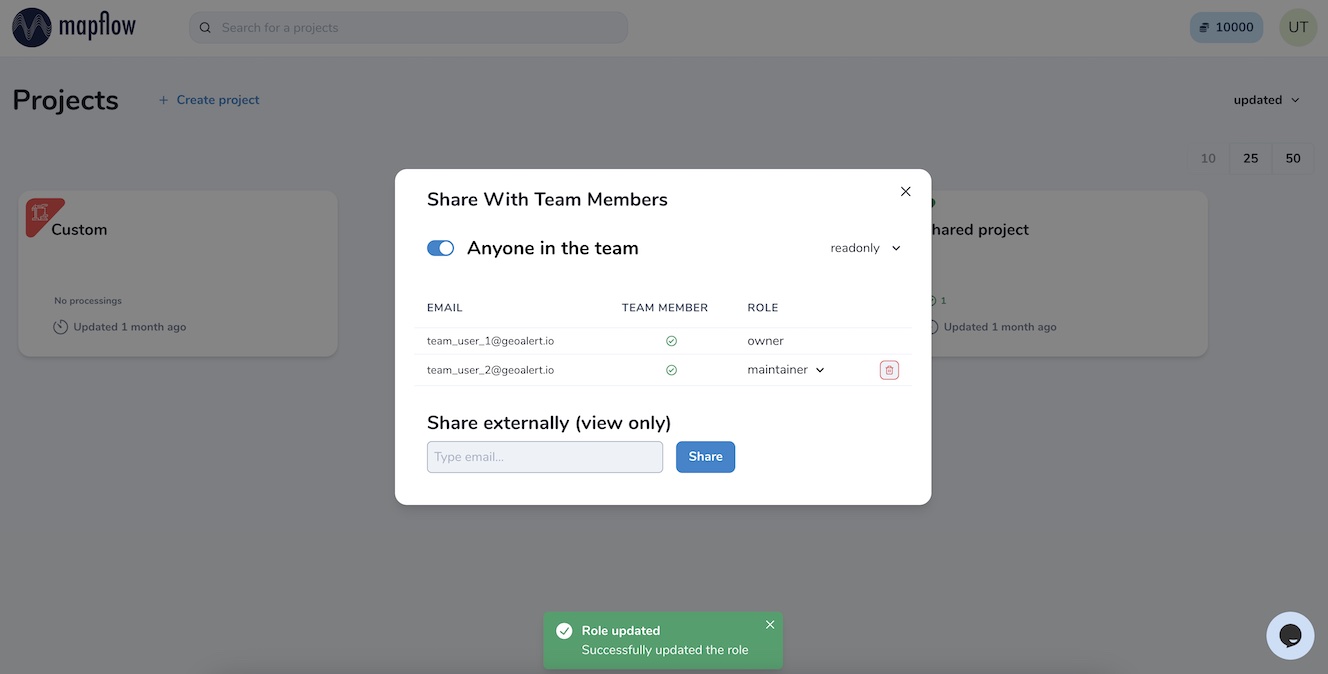 mapflow
Search for a projects
10000
UT
Projects
+ Create project
updated
10 25 50
Custom
No processings
Updated 1 month ago
Share With Team Members
Anyone in the team
readonly
EMAIL TEAM MEMBER ROLE
team_user_1@geoalert.io owner
team_user_2@geoalert.io maintainer
Share externally (view only)
Type email...
Share
hared project
1
Updated 1 month ago
Role updated
Successfully updated the role